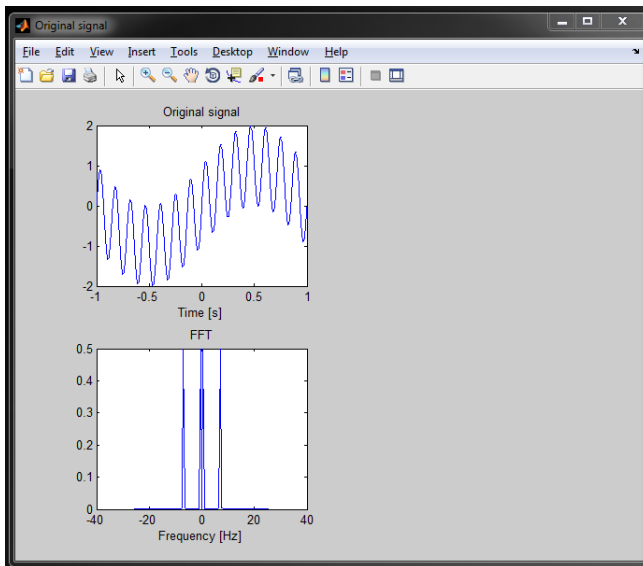 Original signal
File Edit View Insert Tools Desktop Window Help
Original signal
2
1
0
-1
-2
-1 -0.5 0 0.5 1
Time [s]
FFT
0.5
0.4
0.3
0.2
0.1
0
-40 -20 0 20 40
Frequency [Hz]